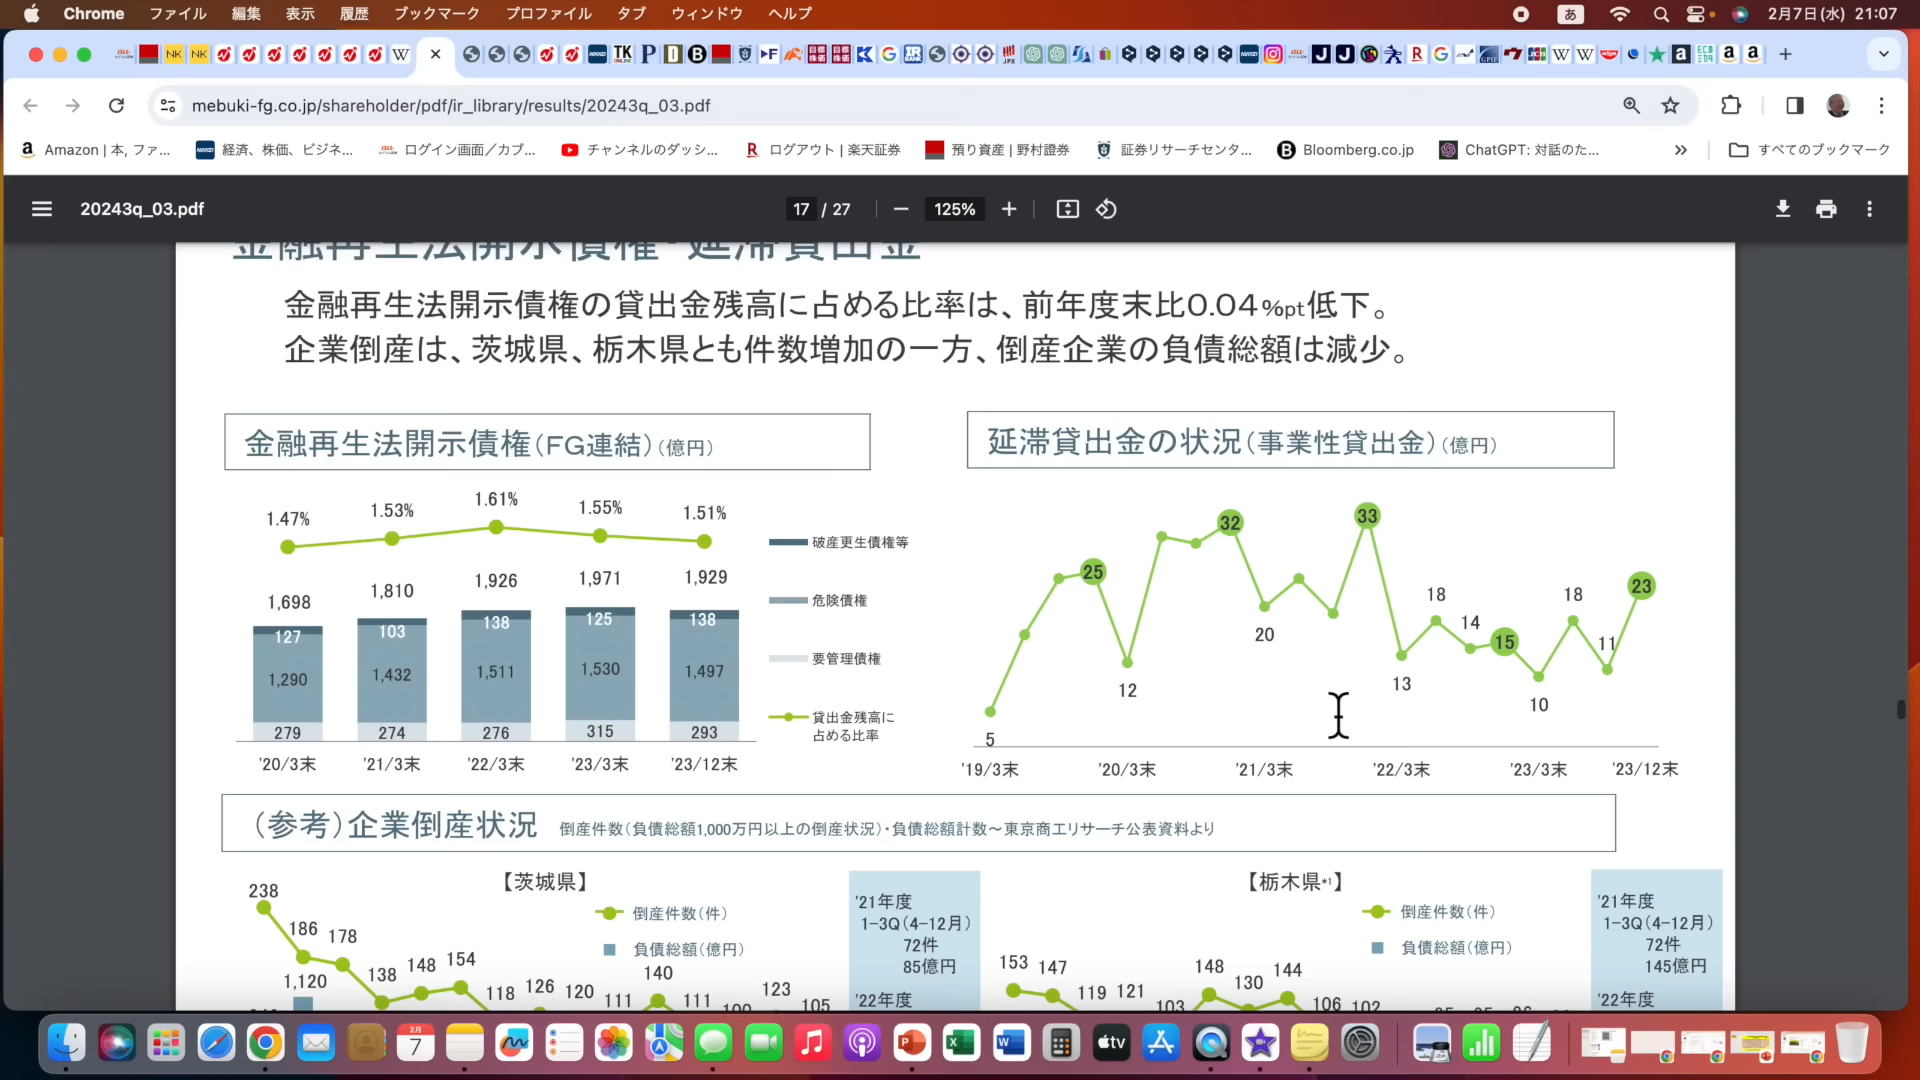 Chrome ファイル 編集 表示 履歴 ブックマーク プロファイル タブ ウィンドウ ヘルプ
あ 2月7日(水) 21:07
mebuki-fg.co.jp/shareholder/pdf/ir_library/results/20243q_03.pdf
Amazon | 本, ファ... 経済、株価、ビジネ... ログイン画面／カブ... チャンネルのダッシ... ログアウト | 楽天証券 預り資産 | 野村證券 証券リサーチセンタ... Bloomberg.co.jp ChatGPT: 対話のた... すべてのブックマーク
20243q_03.pdf 17 / 27 125%
金融再生法開示債権・延滞貸出金
金融再生法開示債権の貸出金残高に占める比率は、前年度末比0.04%pt低下。
企業倒産は、茨城県、栃木県とも件数増加の一方、倒産企業の負債総額は減少。
金融再生法開示債権（FG連結）（億円）
1.47% 1.53% 1.61% 1.55% 1.51%
1,698 1,810 1,926 1,971 1,929
127 103 138 125 138
1,290 1,432 1,511 1,530 1,497
279 274 276 315 293
'20/3末 '21/3末 '22/3末 '23/3末 '23/12末
破産更生債権等
危険債権
要管理債権
貸出金残高に
占める比率
延滞貸出金の状況（事業性貸出金）（億円）
5 25 12 32 20 33 13 18 14 15 10 18 11 23
'19/3末 '20/3末 '21/3末 '22/3末 '23/3末 '23/12末
（参考）企業倒産状況 倒産件数（負債総額1,000万円以上の倒産状況）・負債総額計数～東京商工リサーチ公表資料より
【茨城県】
倒産件数（件）
負債総額（億円）
238 186 178 138 148 154 118 126 120 111 140 111 123 105
1,120
'21年度
1-3Q（4-12月）
72件
85億円
'22年度
【栃木県*1】
倒産件数（件）
負債総額（億円）
153 147 119 121 103 148 130 144 106 102
'21年度
1-3Q（4-12月）
72件
145億円
'22年度
2月
7
tv